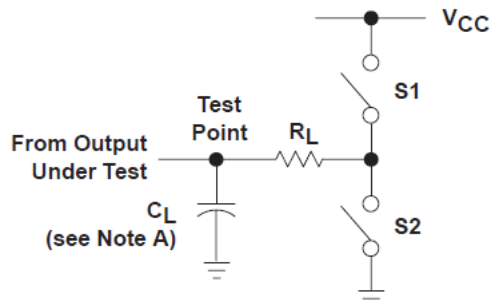 VCC
S1
Test
Point
RL
From Output
Under Test
CL
(see Note A)
S2